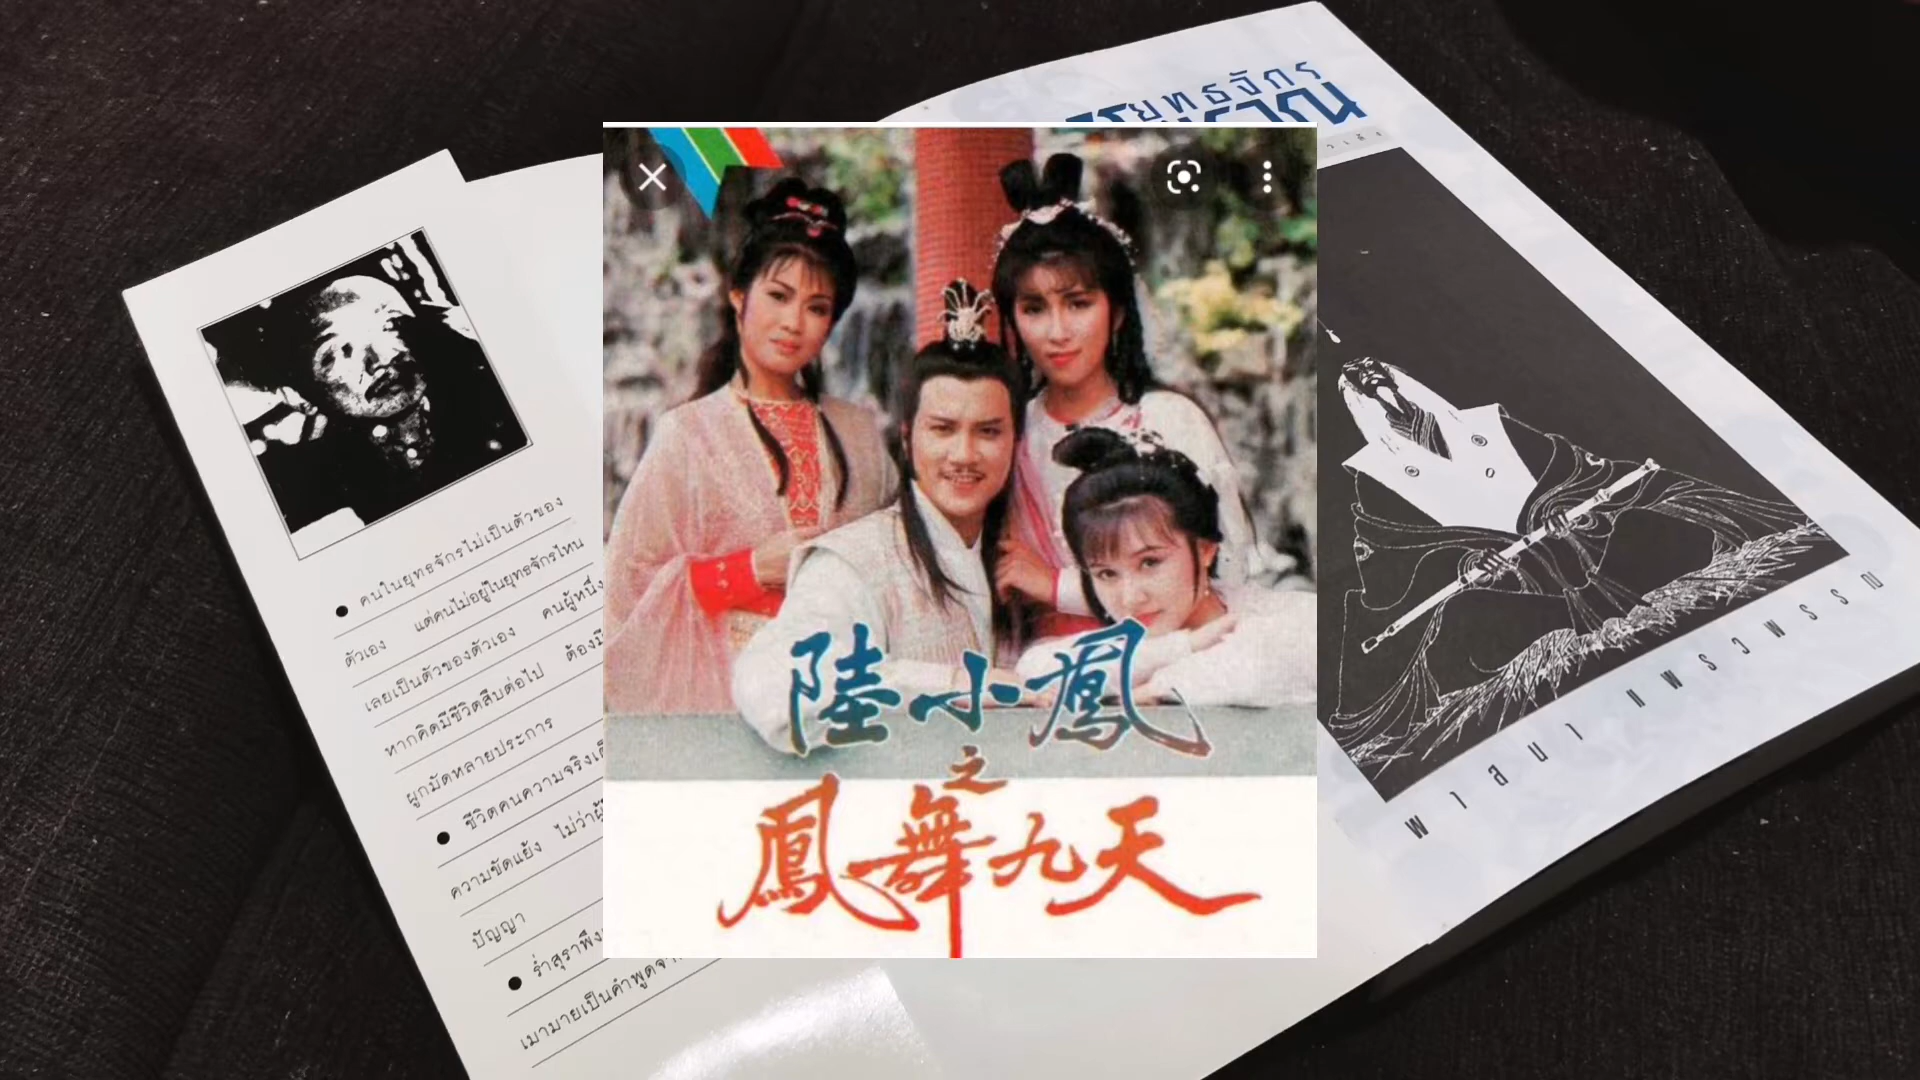 คนในยุทธจักรไม่เป็นตัวของ
ตัวเอง แต่คนไม่อยู่ในยุทธจักรไหน
เลยเป็นตัวของตัวเอง คนผู้หนึ่ง
หากคิดมีชีวิตสืบต่อไป ต้องมี
ผูกมัดหลายประการ
ชีวิตคนความจริงเต็
ความขัดแย้ง ไม่ว่าผู้
ปัญญา
ร่ำสุราพึง
เมามายเป็นคำพูดจา
陸小鳳
之
鳳舞九天
ยุทธจักร
วาสนา แพรวพรรณ